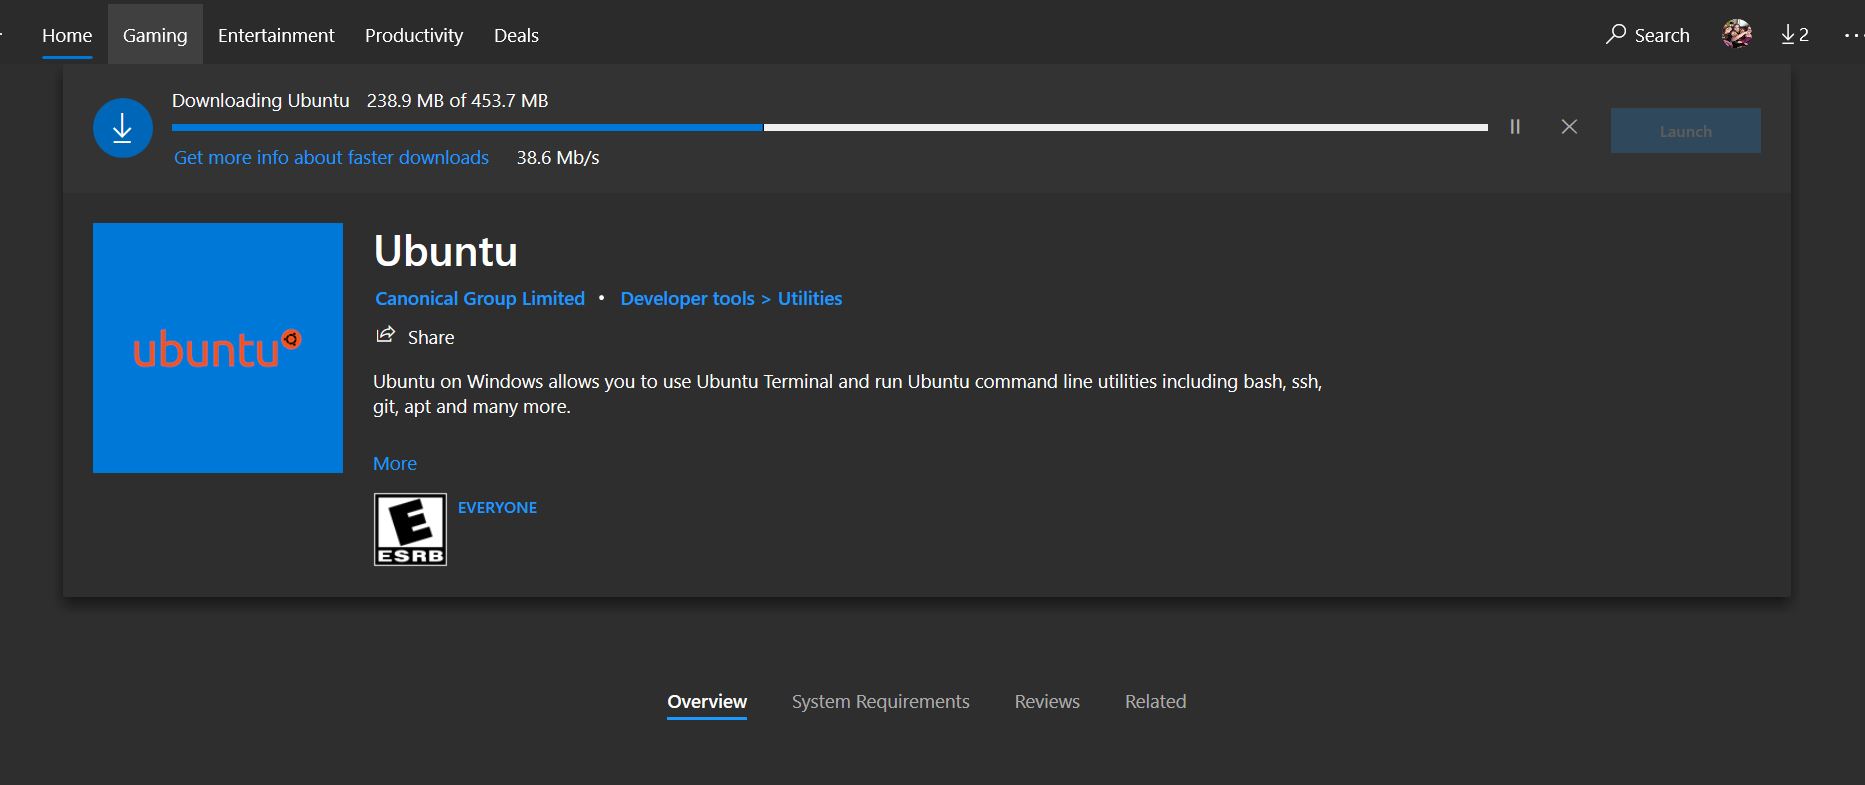 Home Gaming Entertainment Productivity Deals Search 2
Downloading Ubuntu 238.9 MB of 453.7 MB
Launch
Get more info about faster downloads 38.6 Mb/s
Ubuntu
Canonical Group Limited • Developer tools > Utilities
ubuntu
Share
Ubuntu on Windows allows you to use Ubuntu Terminal and run Ubuntu command line utilities including bash, ssh,
git, apt and many more.
More
E
ESRB
EVERYONE
Overview System Requirements Reviews Related